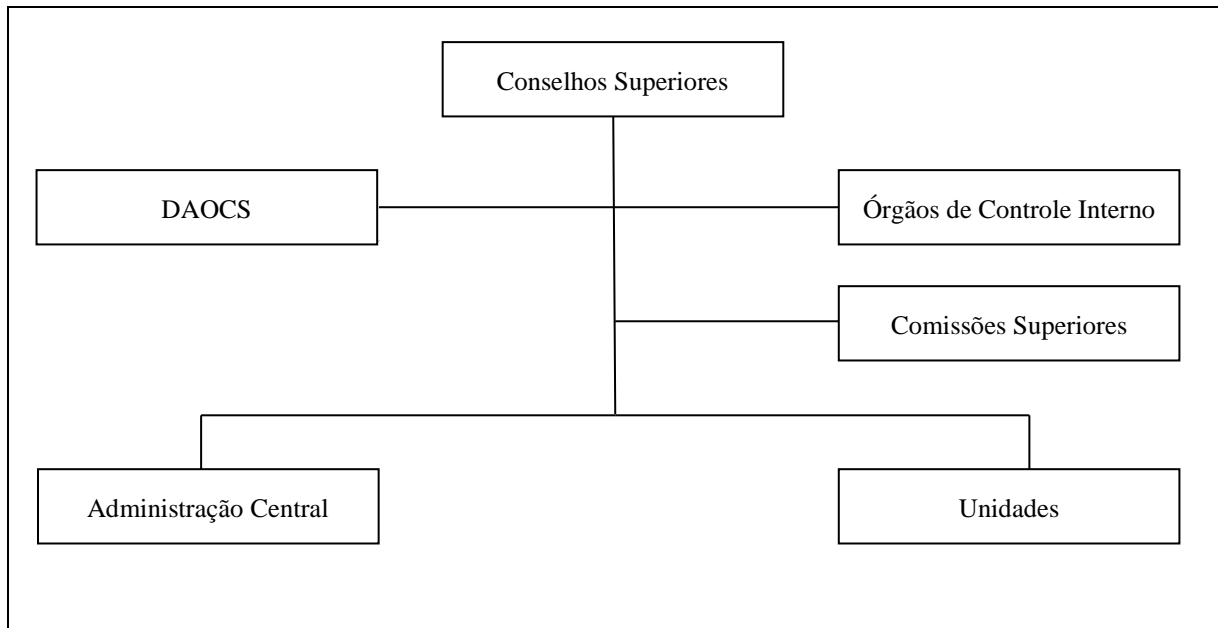 Conselhos Superiores
DAOCS
Órgãos de Controle Interno
Comissões Superiores
Administração Central
Unidades